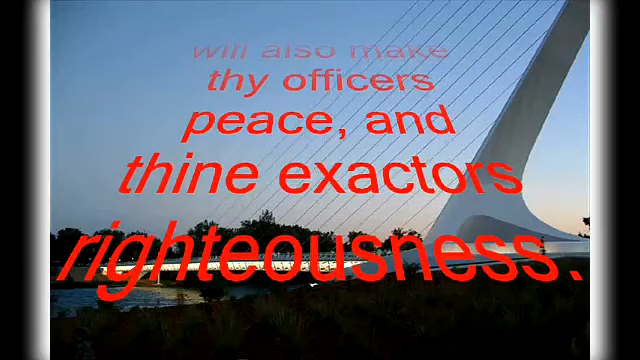 will also make
thy officers
peace, and
thine exactors
righteousness.